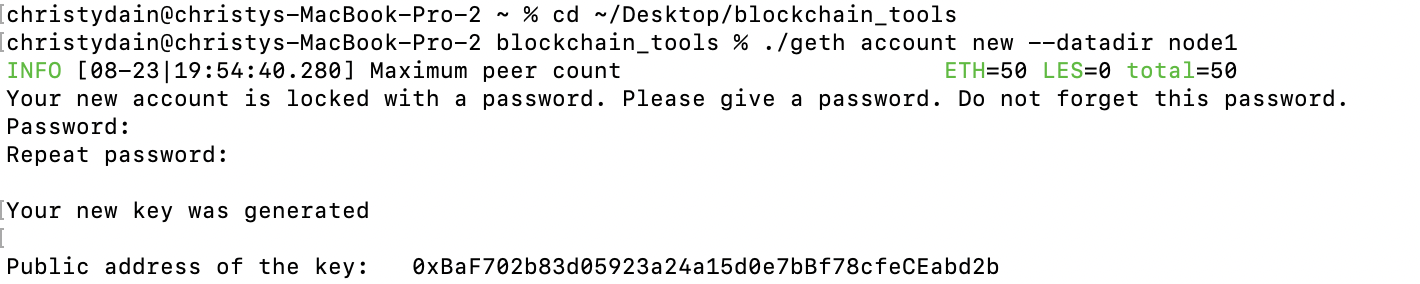 [christydain@christys-MacBook-Pro-2 ~ % cd ~/Desktop/blockchain_tools
[christydain@christys-MacBook-Pro-2 blockchain_tools % ./geth account new --datadir node1
INFO [08-23|19:54:40.280] Maximum peer count                       ETH=50 LES=0 total=50
Your new account is locked with a password. Please give a password. Do not forget this password.
Password:
Repeat password:
[Your new key was generated
[
Public address of the key:   0xBaF702b83d05923a24a15d0e7bBf78cfeCEabd2b